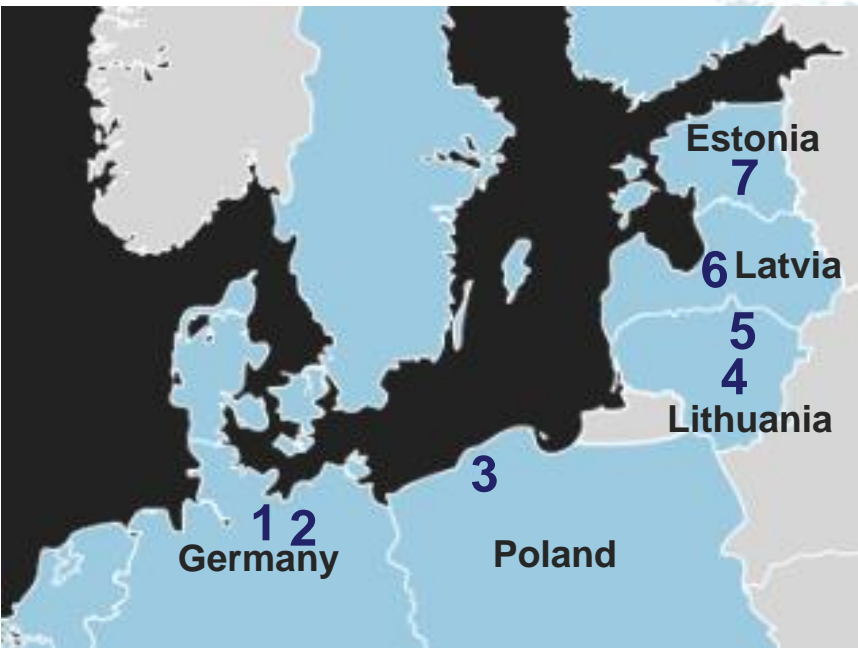 Estonia
7
6 Latvia
5
4
Lithuania
3
1 2
Germany
Poland